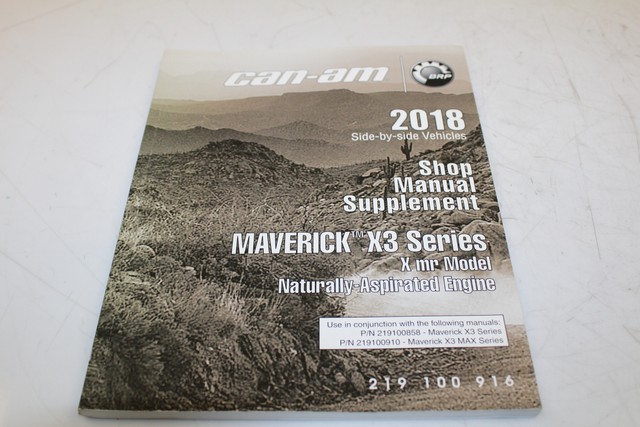 can-am
BRP
2018
Side-by-side Vehicles
Shop
Manual
Supplement
MAVERICK™ X3 Series
X mr Model
Naturally-Aspirated Engine
Use in conjunction with the following manuals:
P/N 219100858 - Maverick X3 Series
P/N 219100910 - Maverick X3 MAX Series
219 100 916